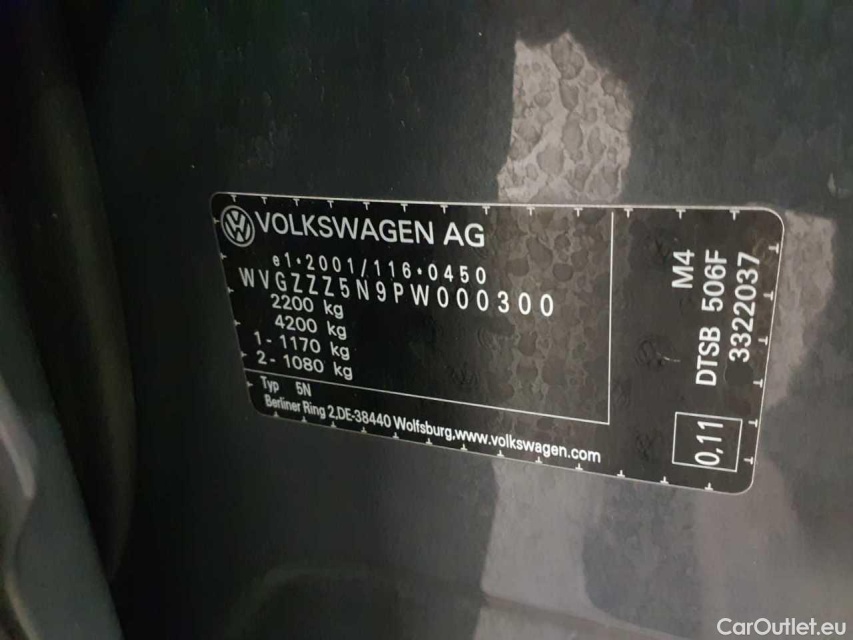 VOLKSWAGEN AG
e1*2001/116*0450
WVGZZZ5N9PW000300
2200 kg
4200 kg
1- 1170 kg
2- 1080 kg
Typ 5N
Berliner Ring 2,DE-38440 Wolfsburg,www.volkswagen.com
M4
DTSB 506F
3322037
0,11
CarOutlet.eu